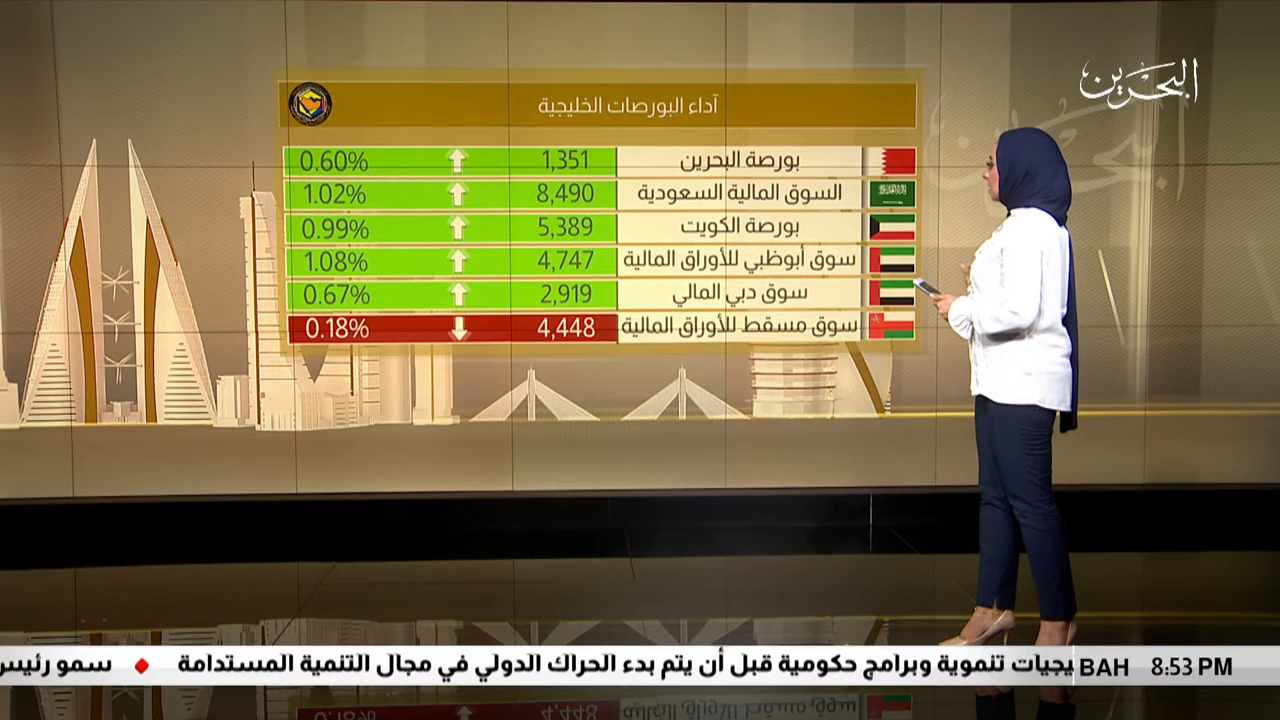 البحرين
آداء البورصات الخليجية
بورصة البحرين 1,351 0.60%
السوق المالية السعودية 8,490 1.02%
بورصة الكويت 5,389 0.99%
سوق أبوظبي للأوراق المالية 4,747 1.08%
سوق دبي المالي 2,919 0.67%
سوق مسقط للأوراق المالية 4,448 0.18%
BAH 8:53 PM
تنموية وبرامج حكومية قبل أن يتم بدء الحراك الدولي في مجال التنمية المستدامة ♦ سمو رئيس